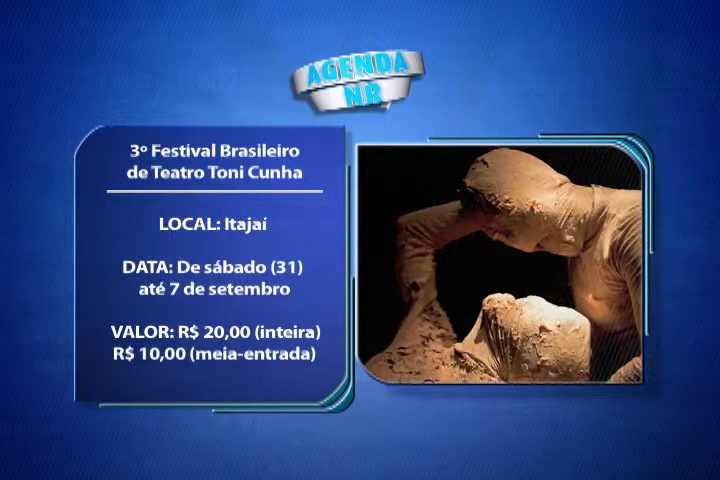 AGENDA
NR
3º Festival Brasileiro
de Teatro Toni Cunha
LOCAL: Itajaí
DATA: De sábado (31)
até 7 de setembro
VALOR: R$ 20,00 (inteira)
R$ 10,00 (meia-entrada)